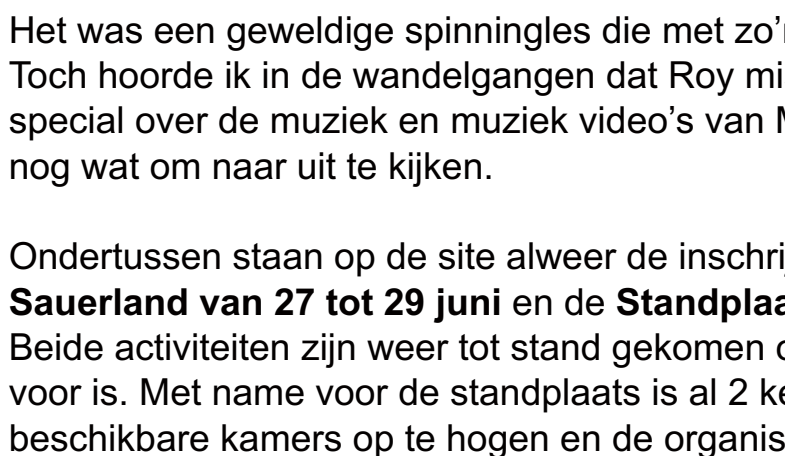 Het was een geweldige spinningles die met zo’
Toch hoorde ik in de wandelgangen dat Roy mi
special over de muziek en muziek video’s van
nog wat om naar uit te kijken.
Ondertussen staan op de site alweer de inschri
Sauerland van 27 tot 29 juni en de Standplaa
Beide activiteiten zijn weer tot stand gekomen
voor is. Met name voor de standplaats is al 2 ke
beschikbare kamers op te hogen en de organis